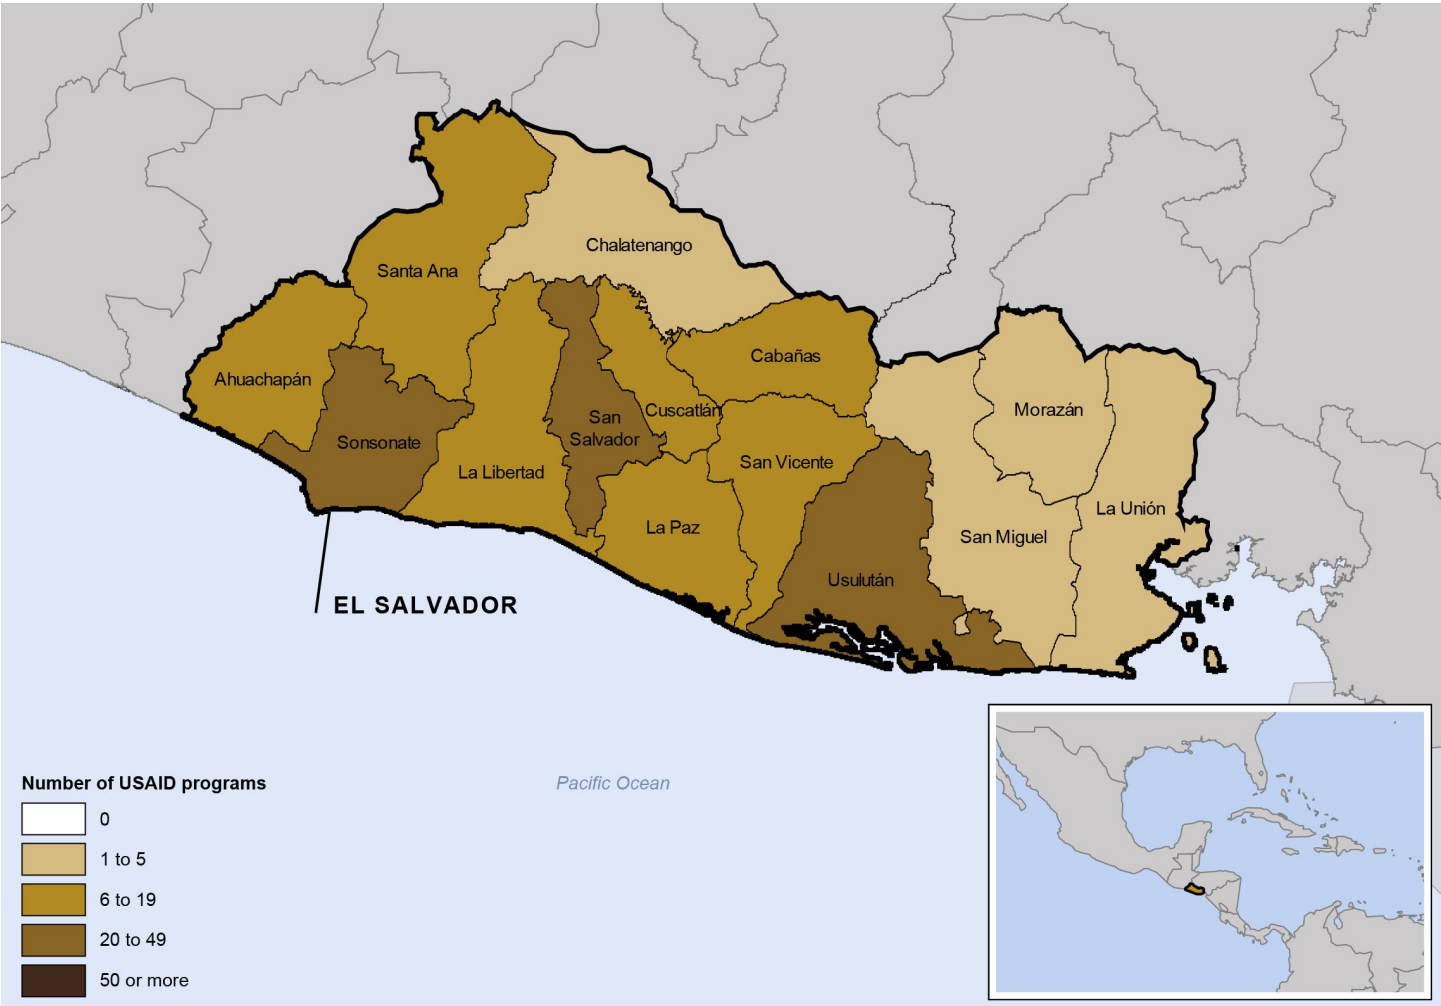 Chalatenango
Santa Ana
Cabañas
Ahuachapán
Cuscatlán
Morazán
San
Salvador
Sonsonate
San Vicente
La Libertad
La Unión
La Paz
San Miguel
Usulután
EL SALVADOR
Number of USAID programs
0
1 to 5
6 to 19
20 to 49
50 or more
Pacific Ocean